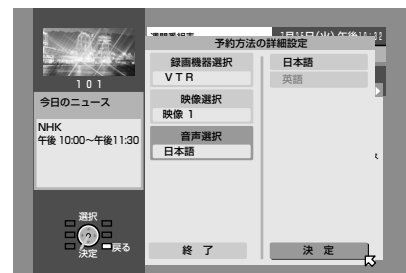 予約方法の詳細設定
101
今日のニュース
NHK
午後 10:00～午後11:30
選択
決定
戻る
録画機器選択
VTR
映像選択
映像 1
音声選択
日本語
終 了
日本語
英語
決 定